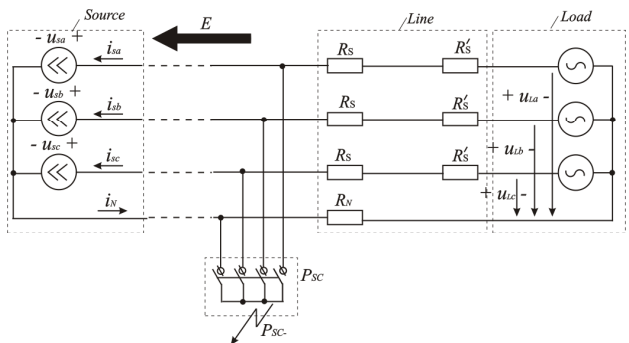 Source
E
Line
Load
- usa +
isa
RS
R′S
- usb +
isb
RS
R′S
+ uLa -
- usc +
isc
RS
R′S
+ uLb -
+ uLc -
iN
RN
PSC
PSC-